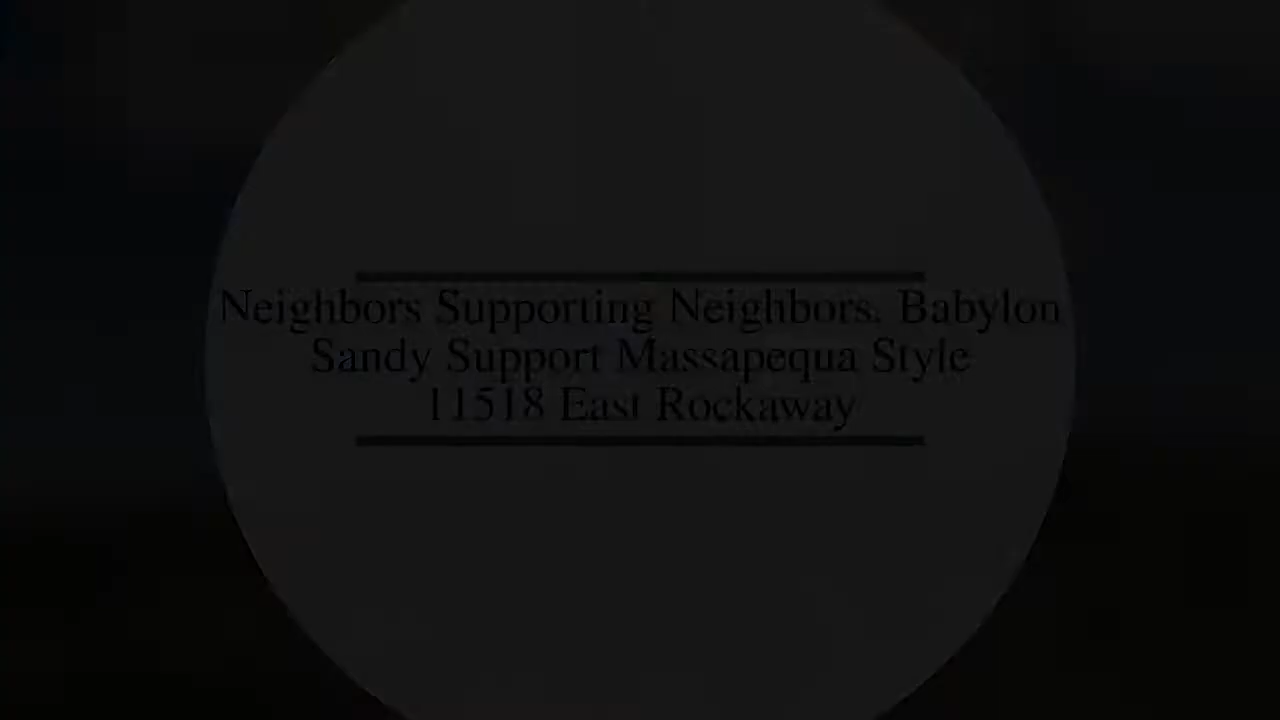 Neighbors Supporting Neighbors, Babylon
Sandy Support Massapequa Style
11518 East Rockaway